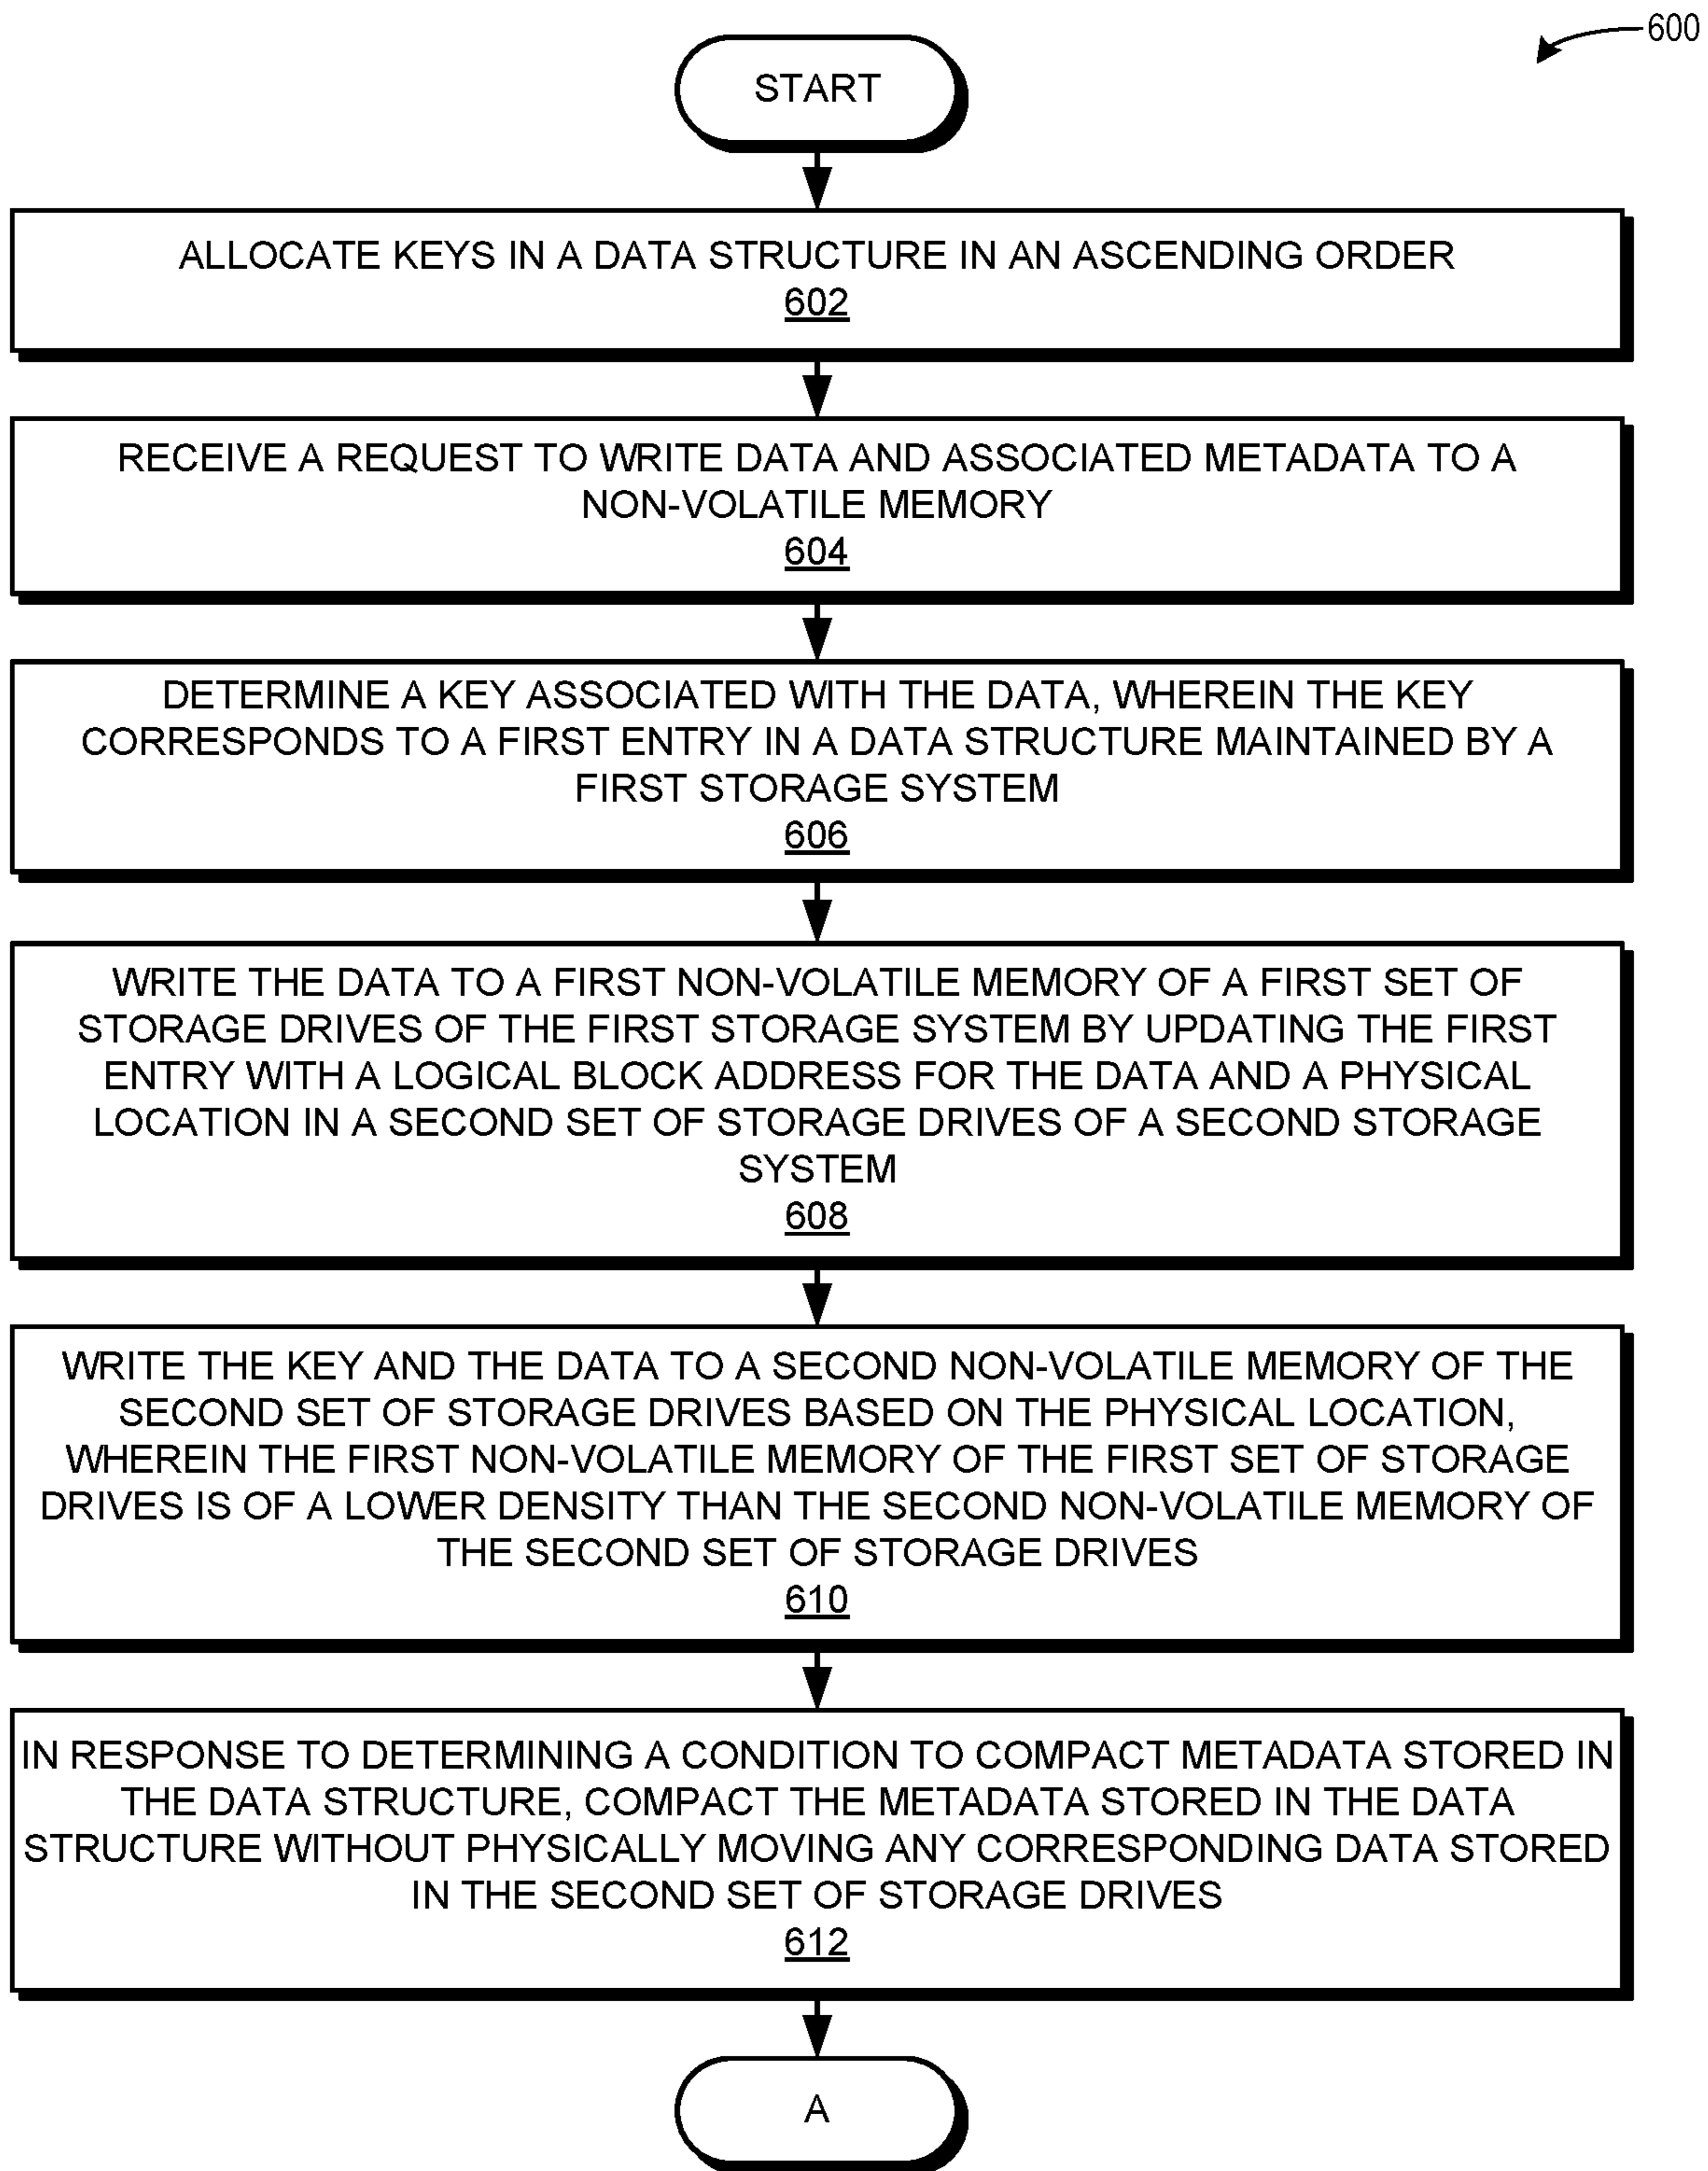 600
START
ALLOCATE KEYS IN A DATA STRUCTURE IN AN ASCENDING ORDER
602
RECEIVE A REQUEST TO WRITE DATA AND ASSOCIATED METADATA TO A
NON-VOLATILE MEMORY
604
DETERMINE A KEY ASSOCIATED WITH THE DATA, WHEREIN THE KEY
CORRESPONDS TO A FIRST ENTRY IN A DATA STRUCTURE MAINTAINED BY A
FIRST STORAGE SYSTEM
606
WRITE THE DATA TO A FIRST NON-VOLATILE MEMORY OF A FIRST SET OF
STORAGE DRIVES OF THE FIRST STORAGE SYSTEM BY UPDATING THE FIRST
ENTRY WITH A LOGICAL BLOCK ADDRESS FOR THE DATA AND A PHYSICAL
LOCATION IN A SECOND SET OF STORAGE DRIVES OF A SECOND STORAGE
SYSTEM
608
WRITE THE KEY AND THE DATA TO A SECOND NON-VOLATILE MEMORY OF THE
SECOND SET OF STORAGE DRIVES BASED ON THE PHYSICAL LOCATION,
WHEREIN THE FIRST NON-VOLATILE MEMORY OF THE FIRST SET OF STORAGE
DRIVES IS OF A LOWER DENSITY THAN THE SECOND NON-VOLATILE MEMORY OF
THE SECOND SET OF STORAGE DRIVES
610
IN RESPONSE TO DETERMINING A CONDITION TO COMPACT METADATA STORED IN
THE DATA STRUCTURE, COMPACT THE METADATA STORED IN THE DATA
STRUCTURE WITHOUT PHYSICALLY MOVING ANY CORRESPONDING DATA STORED
IN THE SECOND SET OF STORAGE DRIVES
612
A